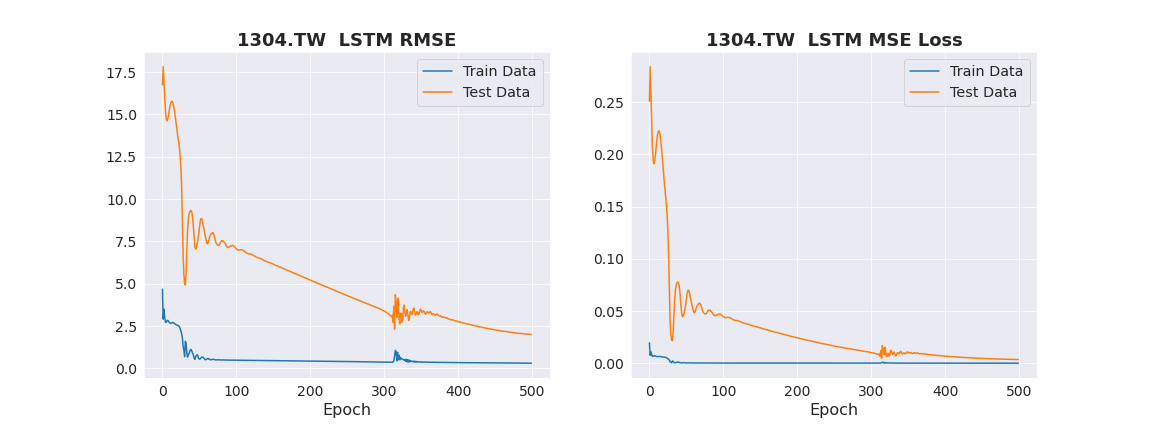 1304.TW  LSTM RMSE
Train Data
Test Data
17.5
15.0
12.5
10.0
7.5
5.0
2.5
0.0
0 100 200 300 400 500
Epoch
1304.TW  LSTM MSE Loss
Train Data
Test Data
0.25
0.20
0.15
0.10
0.05
0.00
0 100 200 300 400 500
Epoch